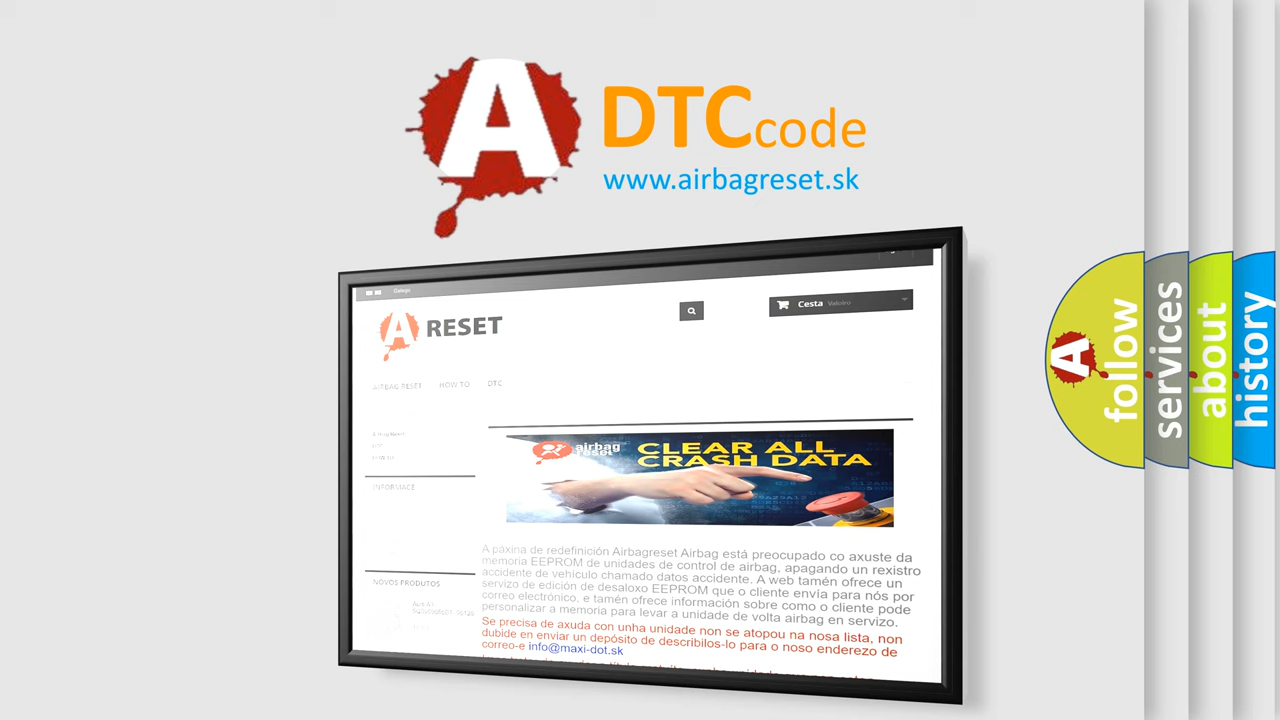 A
DTCcode
www.airbagreset.sk
Galego
A RESET
Cesta Valeiro
AIRBAG RESET HOW TO DTC
INFORMACE
NOVOS PRODUTOS
airbag
reset
CLEAR ALL
CRASH DATA
A páxina de redefinición Airbagreset Airbag está preocupado co axuste da
memoria EEPROM de unidades de control de airbag, apagando un rexistro
accidente de vehículo chamado datos accidente. A web tamén ofrece un
servizo de edición de desaloxo EEPROM que o cliente envía para nós por
correo electrónico, e tamén ofrece información sobre como o cliente pode
personalizar a memoria para levar a unidade de volta airbag en servizo.
Se precisa de axuda con unha unidade non se atopou na nosa lista, non
dubide en enviar un depósito de describilos-lo para o noso enderezo de
correo-e info@maxi-dot.sk
A
follow
services
about
history